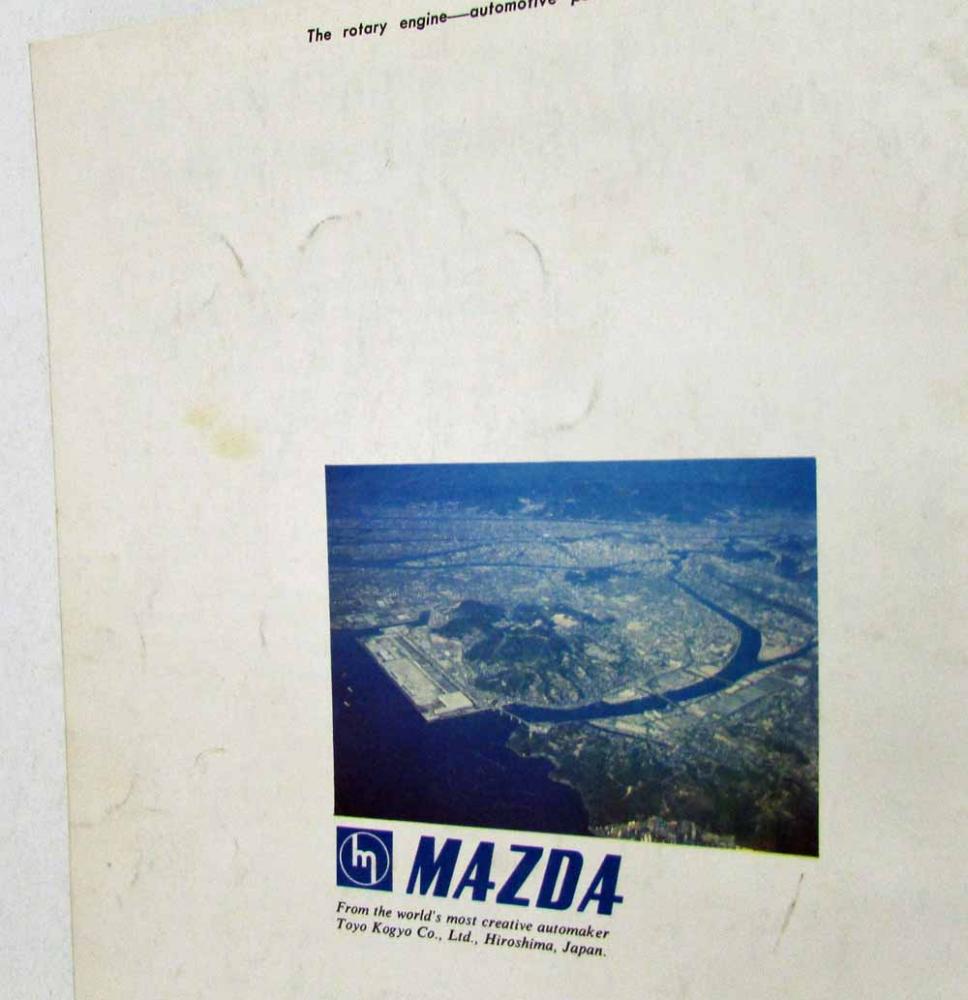 The rotary engine—automotive
m
MAZDA
From the world's most creative automaker
Toyo Kogyo Co., Ltd., Hiroshima, Japan.